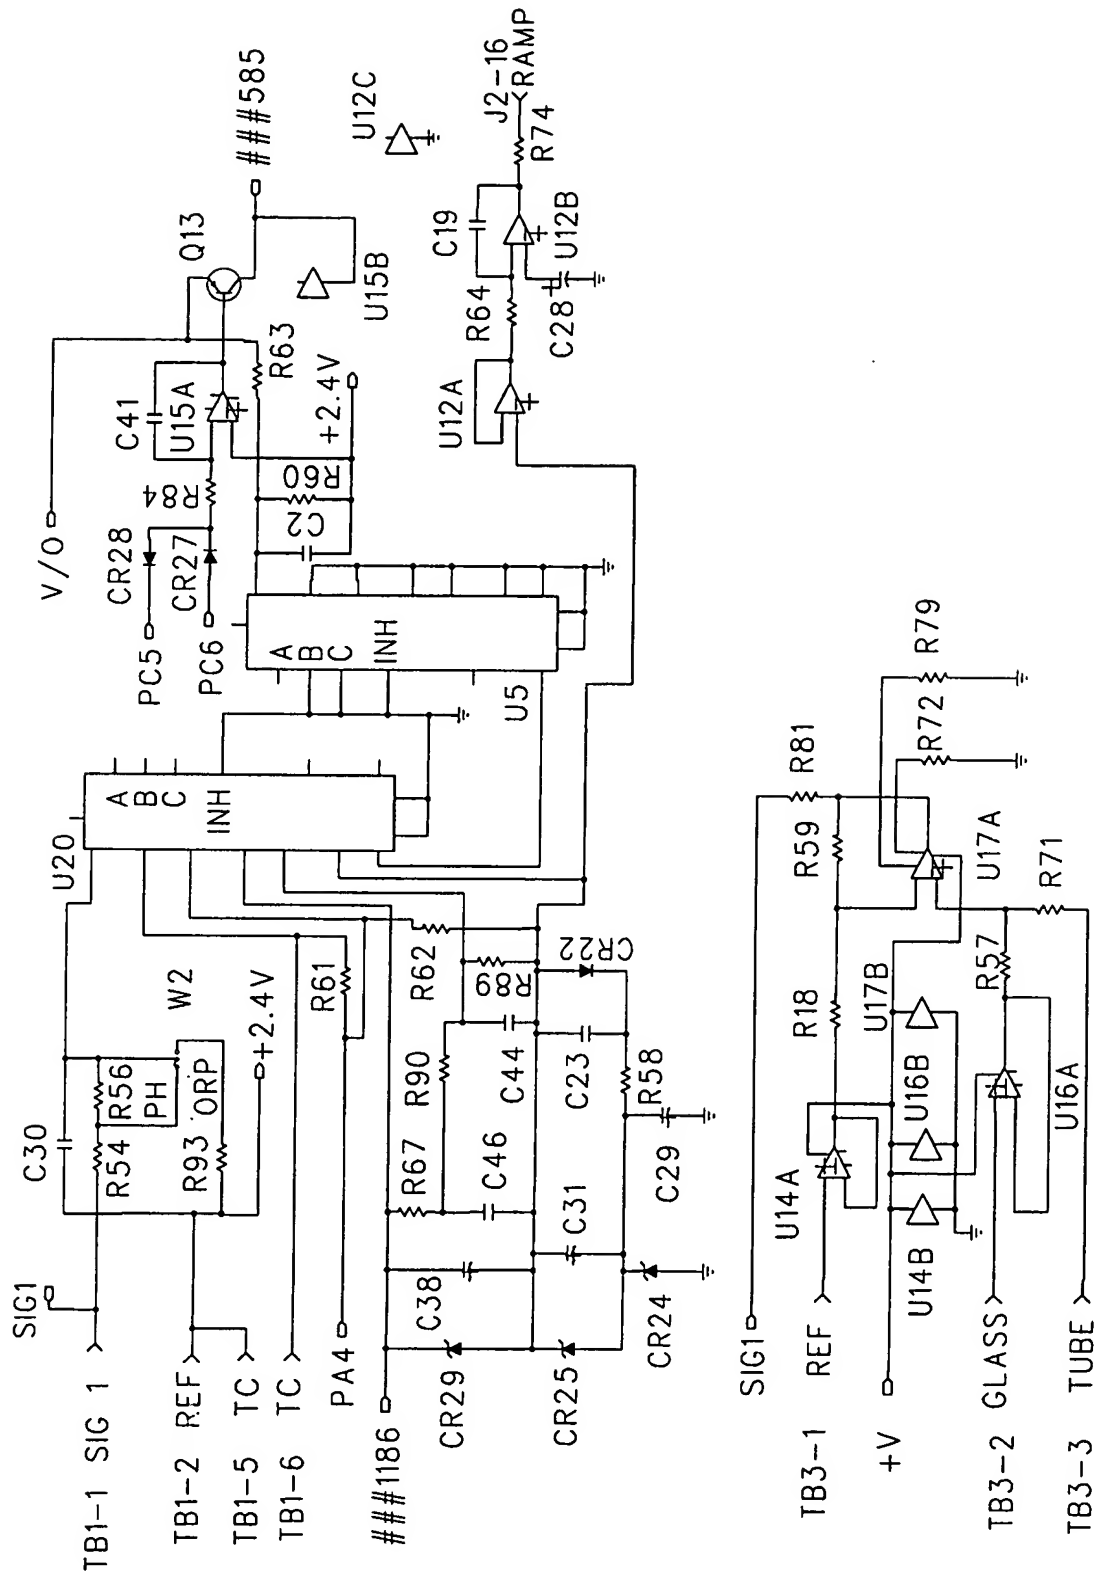 TB1-1 SIG 1
SIG1
TB1-2 REF
TB1-5 TC
TB1-6 TC
PA4
###1186
C30
R54
R56
PH
W2
R93
ORP
+2.4V
R61
U20
A
B
C
INH
R62
R89
CR22
R67
R90
C46
C44
C23
R58
C29
C38
C31
CR29
CR25
CR24
V/O
PC5
CR28
PC6
CR27
R84
C41
U15A
Q13
###585
U15B
U12C
R63
+2.4V
R60
C2
U5
A
B
C
INH
U12A
R64
C19
C28
U12B
R74
J2-16
RAMP
SIG1
TB3-1 REF
+V
TB3-2 GLASS
TB3-3 TUBE
U14A
U14B
U16B
U17B
U16A
R18
R59
R81
R57
R71
U17A
R72
R79